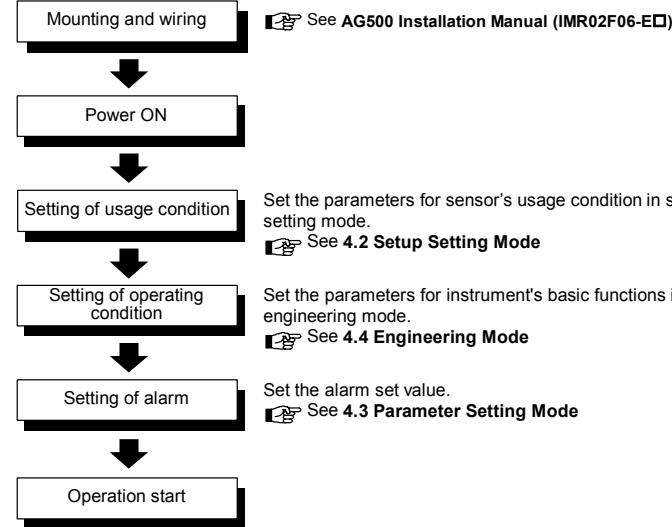 Mounting and wiring
See AG500 Installation Manual (IMR02F06-E□)
Power ON
Setting of usage condition
Set the parameters for sensor's usage condition in s
setting mode.
See 4.2 Setup Setting Mode
Setting of operating
condition
Set the parameters for instrument's basic functions i
engineering mode.
See 4.4 Engineering Mode
Setting of alarm
Set the alarm set value.
See 4.3 Parameter Setting Mode
Operation start